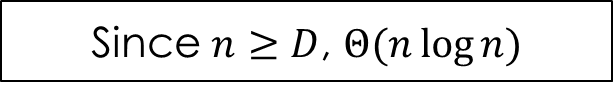 Since n ≥ D, Θ(n log n)